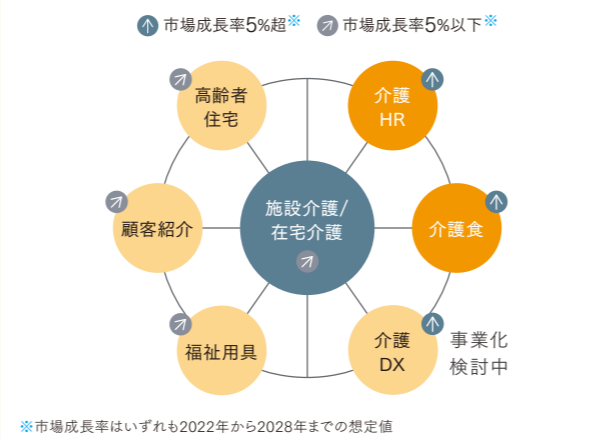 市場成長率5%超※ 市場成長率5%以下※
高齢者
住宅
介護
HR
顧客紹介
施設介護/
在宅介護
介護食
福祉用具
介護
DX
事業化
検討中
※市場成長率はいずれも2022年から2028年までの想定値